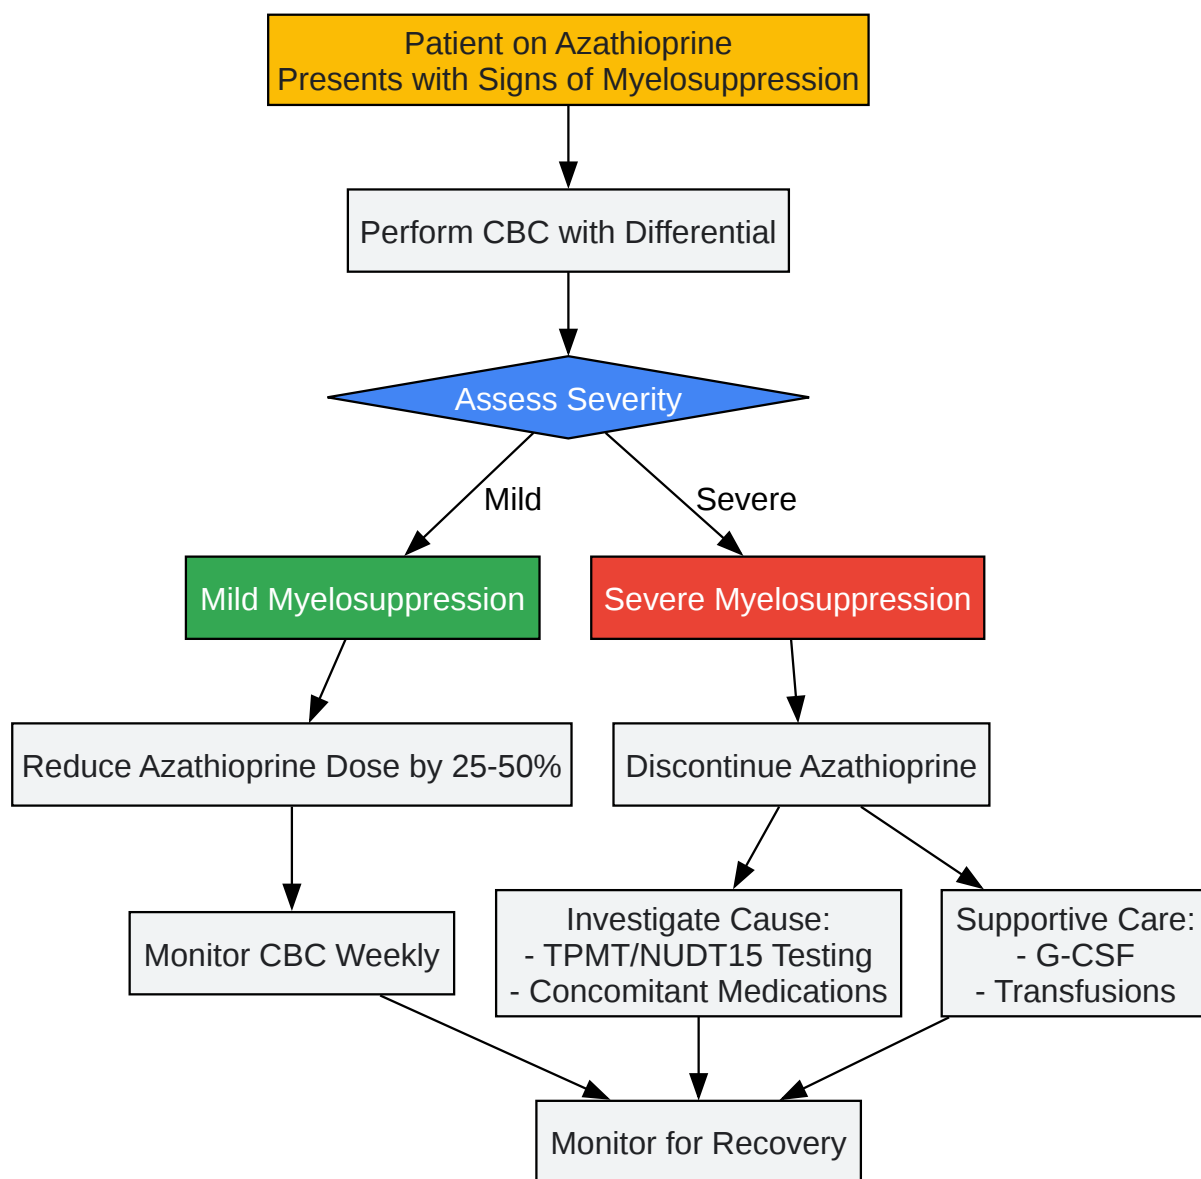 Patient on Azathioprine
Presents with Signs of Myelosuppression
Perform CBC with Differential
Assess Severity
Mild
Severe
Mild Myelosuppression
Severe Myelosuppression
Reduce Azathioprine Dose by 25-50%
Discontinue Azathioprine
Monitor CBC Weekly
Investigate Cause:
- TPMT/NUDT15 Testing
- Concomitant Medications
Supportive Care:
- G-CSF
- Transfusions
Monitor for Recovery